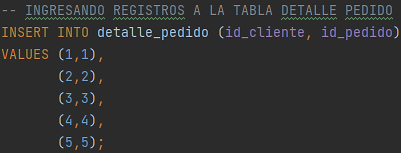 -- INGRESANDO REGISTROS A LA TABLA DETALLE PEDIDO
INSERT INTO detalle_pedido (id_cliente, id_pedido)
VALUES (1,1),
(2,2),
(3,3),
(4,4),
(5,5);